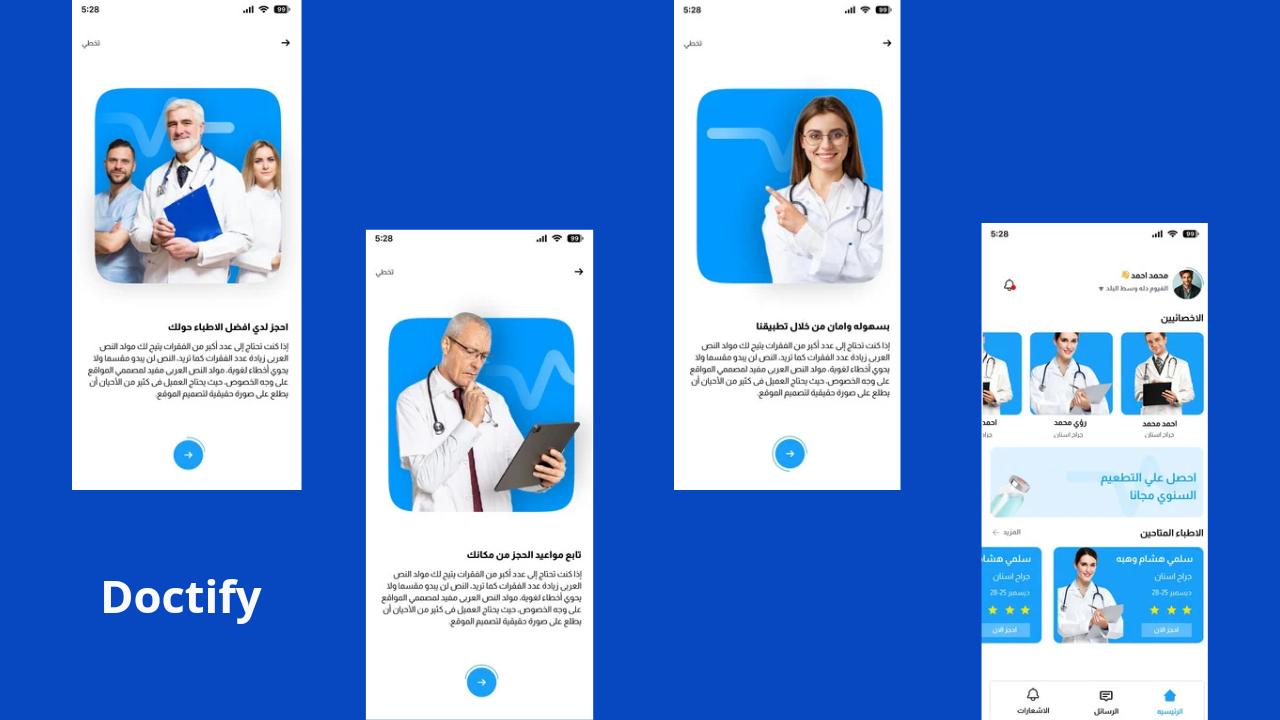 5:28
99
تخطي
احجز لدي افضل الاطباء حولك
إذا كنت تحتاج إلى عدد أكبر من الفقرات يتيح لك مولد النص
العربى زيادة عدد الفقرات كما تريد، النص لن يبدو مقسما ولا
يحوي أخطاء لغوية، مولد النص العربى مفيد لمصممي المواقع
على وجه الخصوص، حيث يحتاج العميل فى كثير من الأحيان أن
يطلع على صورة حقيقية لتصميم الموقع.
5:28
99
تخطي
تابع مواعيد الحجز من مكانك
إذا كنت تحتاج إلى عدد أكبر من الفقرات يتيح لك مولد النص
العربى زيادة عدد الفقرات كما تريد، النص لن يبدو مقسما ولا
يحوي أخطاء لغوية، مولد النص العربى مفيد لمصممي المواقع
على وجه الخصوص، حيث يحتاج العميل فى كثير من الأحيان أن
يطلع على صورة حقيقية لتصميم الموقع.
5:28
99
تخطي
بسهوله وامان من خلال تطبيقنا
إذا كنت تحتاج إلى عدد أكبر من الفقرات يتيح لك مولد النص
العربى زيادة عدد الفقرات كما تريد، النص لن يبدو مقسما ولا
يحوي أخطاء لغوية، مولد النص العربى مفيد لمصممي المواقع
على وجه الخصوص، حيث يحتاج العميل فى كثير من الأحيان أن
يطلع على صورة حقيقية لتصميم الموقع.
5:28
99
محمد احمد 👋
الفيوم دله وسط البلد
الاخصائيين
احمد محمد
جراح اسنان
رؤي محمد
جراح اسنان
احمد
احصل علي التطعيم
السنوي مجانا
الاطباء المتاحين
المزيد
سلمي هشام وهبه
جراح اسنان
28-25 ديسمبر
احجز الان
سلمي هشام
جراح اسنان
28-25 ديسمبر
احجز الان
الرئيسيه
الرسائل
الاشعارات
Doctify